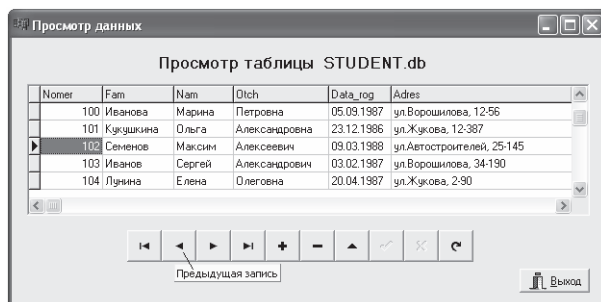 Просмотр данных
Просмотр таблицы STUDENT.db
Nomer Fam Nam Otch Data_rog Adres
100 Иванова Марина Петровна 05.09.1987 ул.Ворошилова, 12-56
101 Кукушкина Ольга Александровна 23.12.1986 ул.Жукова, 12-387
102 Семенов Максим Алексеевич 09.03.1988 ул.Автостроителей, 25-145
103 Иванов Сергей Александрович 03.02.1987 ул.Ворошилова, 34-190
104 Лунина Елена Олеговна 20.04.1987 ул.Жукова, 2-90
Предыдущая запись
Выход